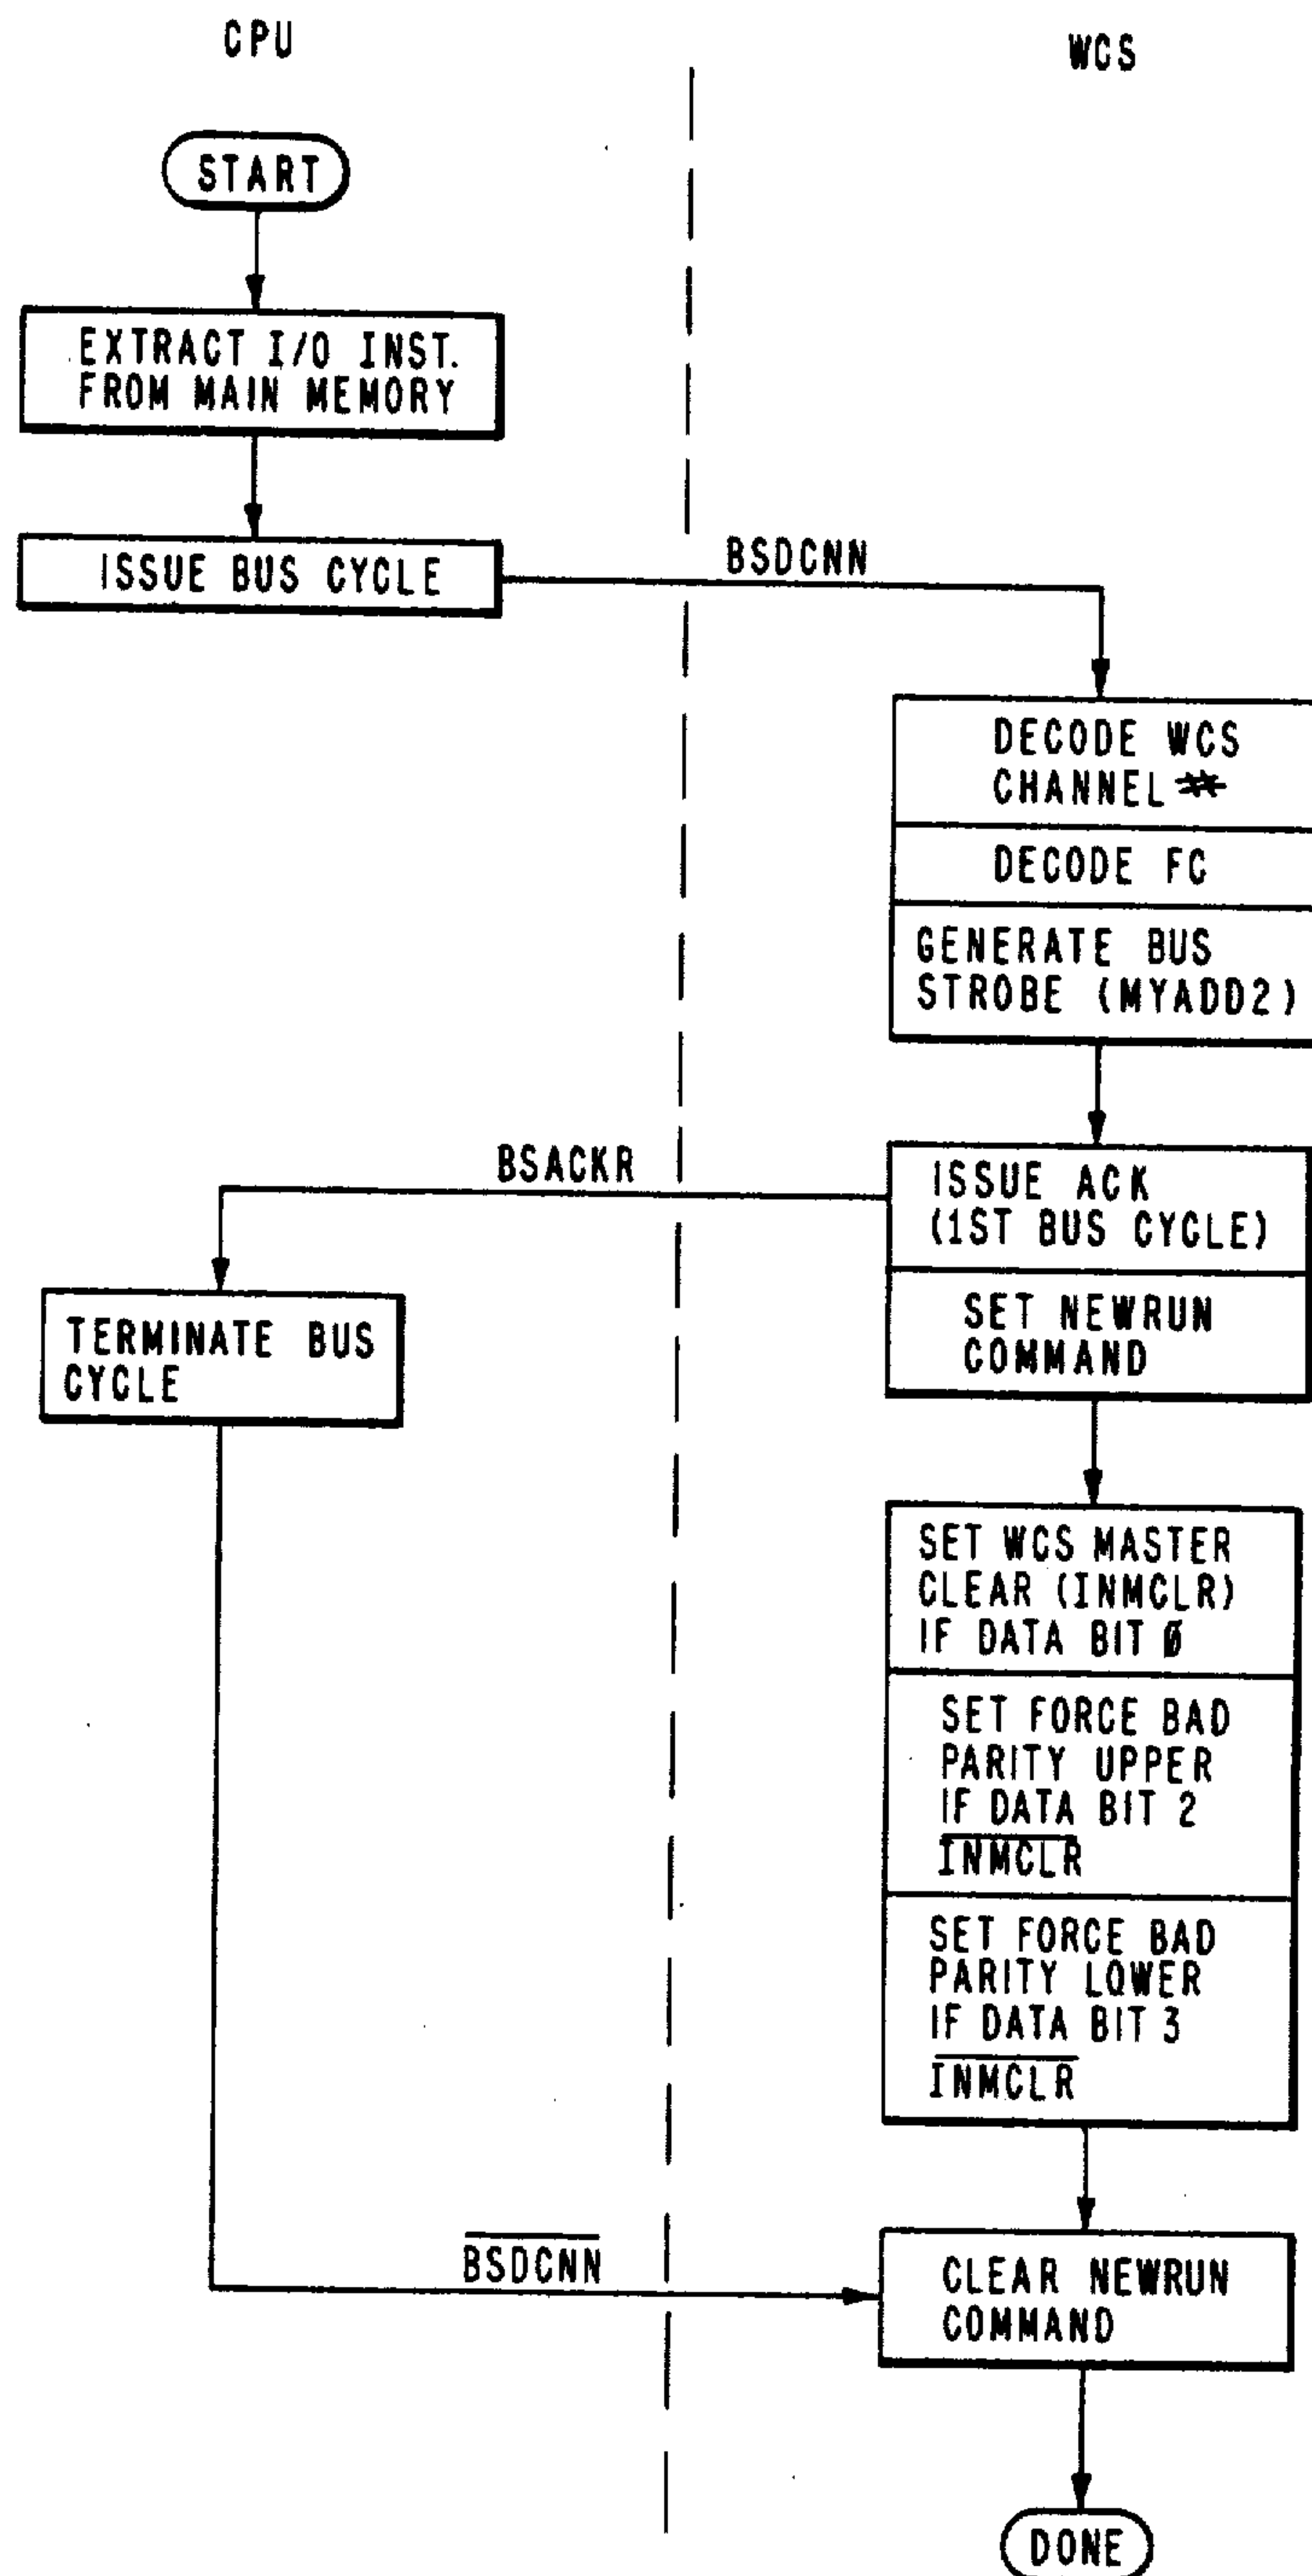 CPU
WCS
START
EXTRACT I/O INST.
FROM MAIN MEMORY
ISSUE BUS CYCLE
BSDCNN
DECODE WCS
CHANNEL #
DECODE FC
GENERATE BUS
STROBE (MYADD2)
BSACKR
ISSUE ACK
(1ST BUS CYCLE)
SET NEWRUN
COMMAND
TERMINATE BUS
CYCLE
SET WCS MASTER
CLEAR (INMCLR)
IF DATA BIT Ø
SET FORCE BAD
PARITY UPPER
IF DATA BIT 2
INMCLR
SET FORCE BAD
PARITY LOWER
IF DATA BIT 3
INMCLR
BSDCNN
CLEAR NEWRUN
COMMAND
DONE